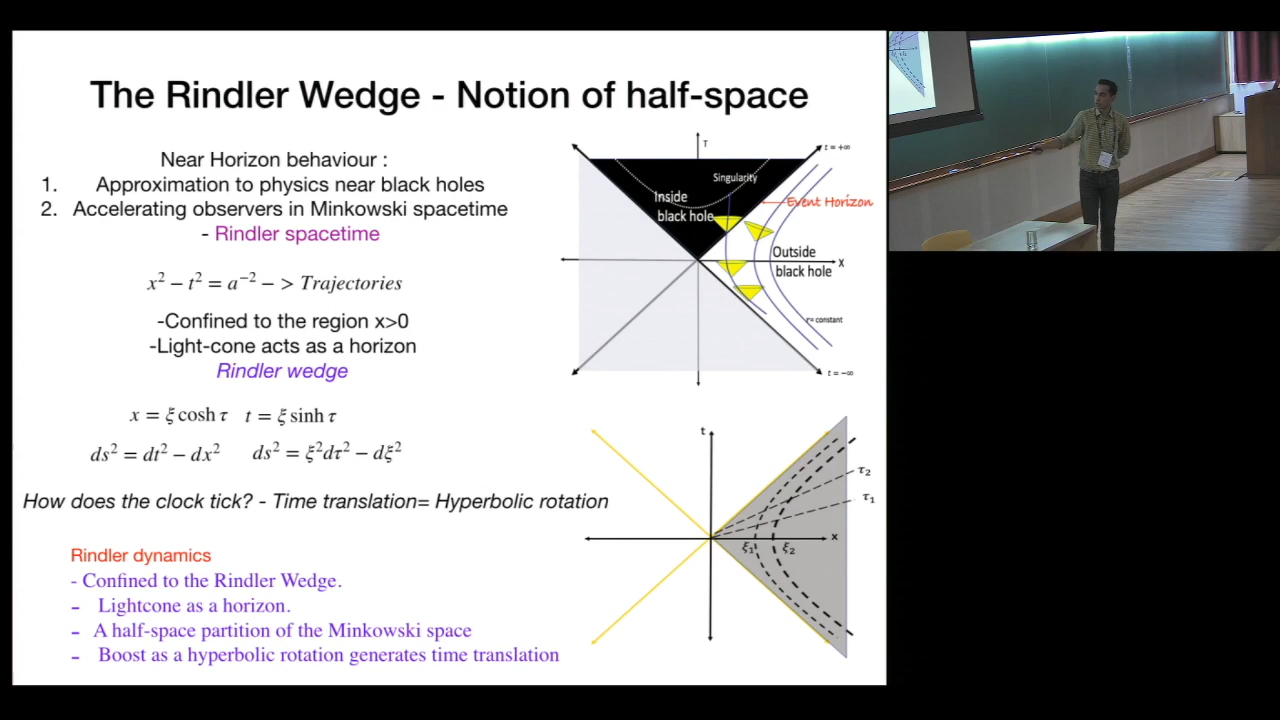 The Rindler Wedge - Notion of half-space
Near Horizon behaviour :
1. Approximation to physics near black holes
2. Accelerating observers in Minkowski spacetime
- Rindler spacetime
x² − t² = a⁻² − > Trajectories
-Confined to the region x>0
-Light-cone acts as a horizon
Rindler wedge
x = ξ cosh τ t = ξ sinh τ
ds² = dt² − dx² ds² = ξ²dτ² − dξ²
How does the clock tick? - Time translation= Hyperbolic rotation
Rindler dynamics
- Confined to the Rindler Wedge.
- Lightcone as a horizon.
- A half-space partition of the Minkowski space
- Boost as a hyperbolic rotation generates time translation
T
t = +∞
Singularity
Inside
black hole
Event Horizon
Outside
black hole
X
r= constant
t = −∞
t
τ₂
τ₁
x
ξ₁ ξ₂